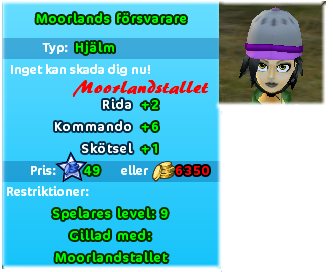 Moorlands försvarare
Typ: Hjälm
Inget kan skada dig nu!
Moorlandstallet
Rida +2
Kommando +6
Skötsel +1
Pris: 49 eller 6350
Restriktioner:
Spelares level: 9
Gillad med:
Moorlandstallet